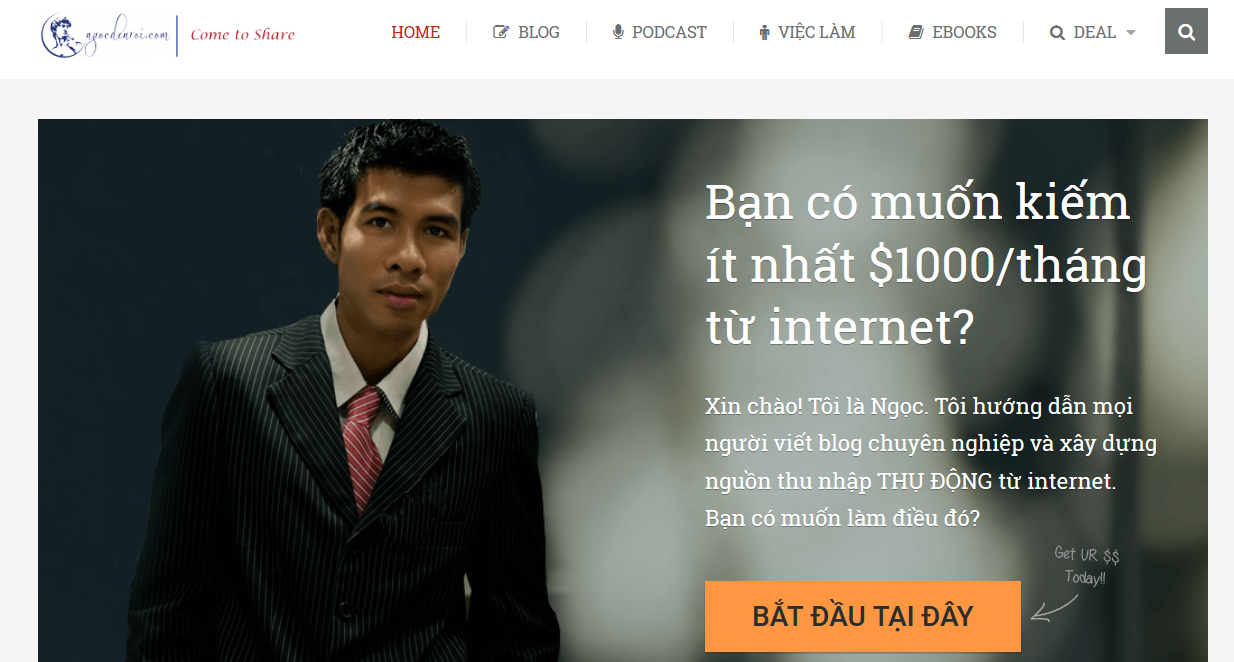 ngocdenroi.com
Come to Share
HOME
BLOG
PODCAST
VIỆC LÀM
EBOOKS
DEAL
Bạn có muốn kiếm
ít nhất $1000/tháng
từ internet?
Xin chào! Tôi là Ngọc. Tôi hướng dẫn mọi
người viết blog chuyên nghiệp và xây dựng
nguồn thu nhập THỤ ĐỘNG từ internet.
Bạn có muốn làm điều đó?
Get UR $$
Today!!
BẮT ĐẦU TẠI ĐÂY